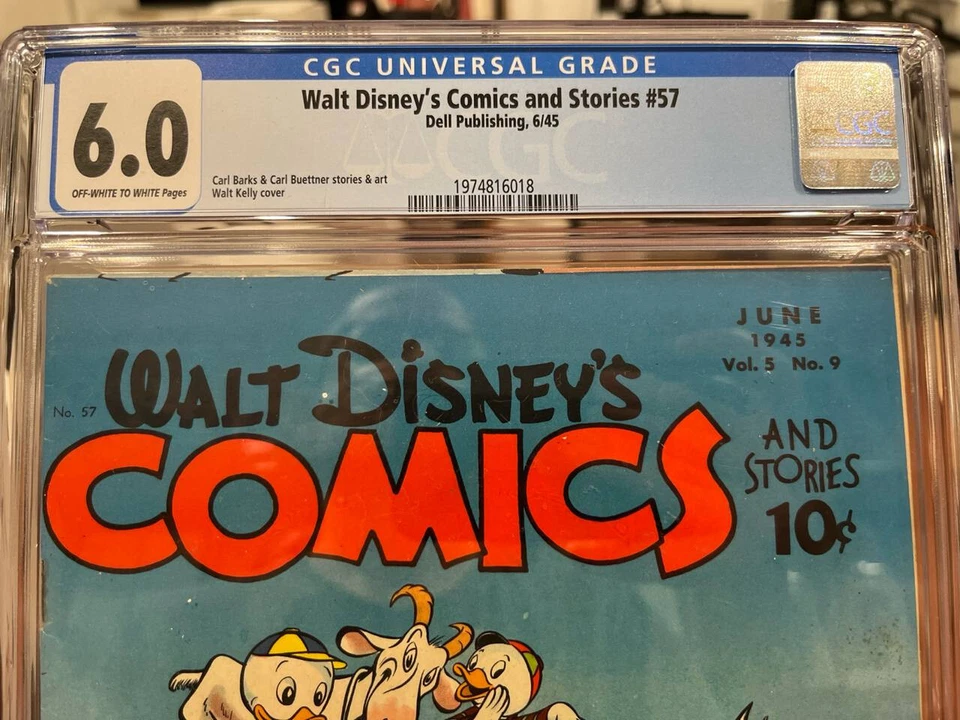 CGC UNIVERSAL GRADE
6.0
OFF-WHITE TO WHITE Pages
Walt Disney's Comics and Stories #57
Dell Publishing, 6/45
Carl Barks & Carl Buettner stories & art
Walt Kelly cover
1974816018
CGC
CGC
JUNE
1945
Vol. 5 No. 9
No. 57
WALT DISNEY'S
COMICS
AND
STORIES
10¢